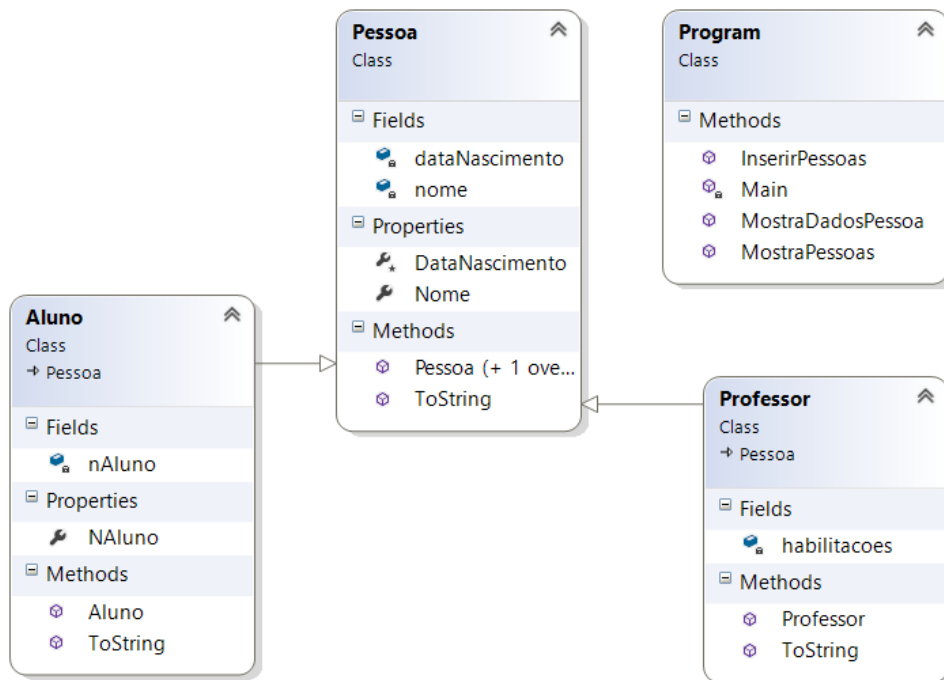 Pessoa
Class
Fields
dataNascimento
nome
Properties
DataNascimento
Nome
Methods
Pessoa (+ 1 ove...
ToString
Program
Class
Methods
InserirPessoas
Main
MostraDadosPessoa
MostraPessoas
Aluno
Class
Pessoa
Fields
nAluno
Properties
NAluno
Methods
Aluno
ToString
Professor
Class
Pessoa
Fields
habilitacoes
Methods
Professor
ToString